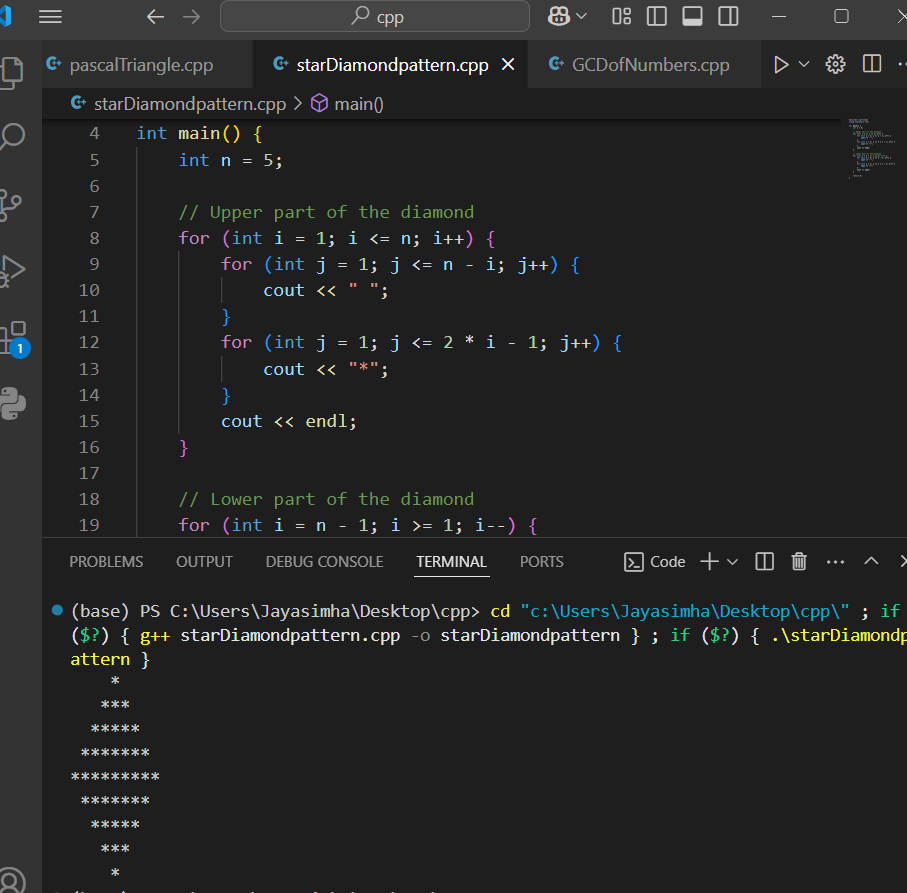 cpp
pascalTriangle.cpp starDiamondpattern.cpp GCDofNumbers.cpp
starDiamondpattern.cpp > main()
4 int main() {
5     int n = 5;
6
7     // Upper part of the diamond
8     for (int i = 1; i <= n; i++) {
9         for (int j = 1; j <= n - i; j++) {
10             cout << " ";
11         }
12         for (int j = 1; j <= 2 * i - 1; j++) {
13             cout << "*";
14         }
15         cout << endl;
16     }
17
18     // Lower part of the diamond
19     for (int i = n - 1; i >= 1; i--) {
1
PROBLEMS OUTPUT DEBUG CONSOLE TERMINAL PORTS Code
(base) PS C:\Users\Jayasimha\Desktop\cpp> cd "c:\Users\Jayasimha\Desktop\cpp\" ; if
($?) { g++ starDiamondpattern.cpp -o starDiamondpattern } ; if ($?) { .\starDiamondp
attern }
    *
   ***
  *****
 *******
*********
 *******
  *****
   ***
    *